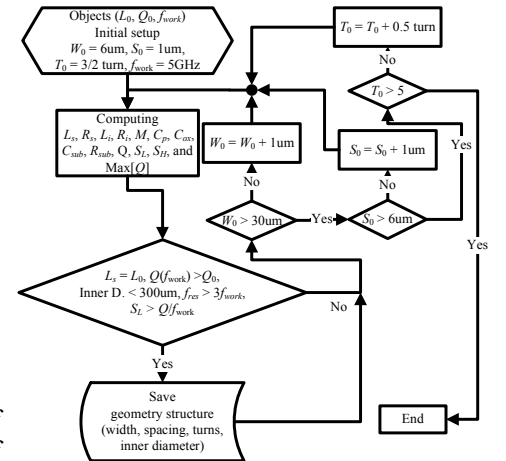 Objects (L0, Q0, fwork)
Initial setup
W0 = 6um, S0 = 1um,
T0 = 3/2 turn, fwork = 5GHz
T0 = T0 + 0.5 turn
No
T0 > 5
Yes
Computing
Ls, Rs, Li, Ri, M, Cp, Cox,
Csub, Rsub, Q, SL, SH, and
Max[Q]
W0 = W0 + 1um
S0 = S0 + 1um
Yes
No
No
W0 > 30um
Yes
S0 > 6um
Ls = L0, Q(fwork) >Q0,
Inner D. < 300um, fres > 3fwork,
SL > Q/fwork
No
Yes
Save
geometry structure
(width, spacing, turns,
inner diameter)
End